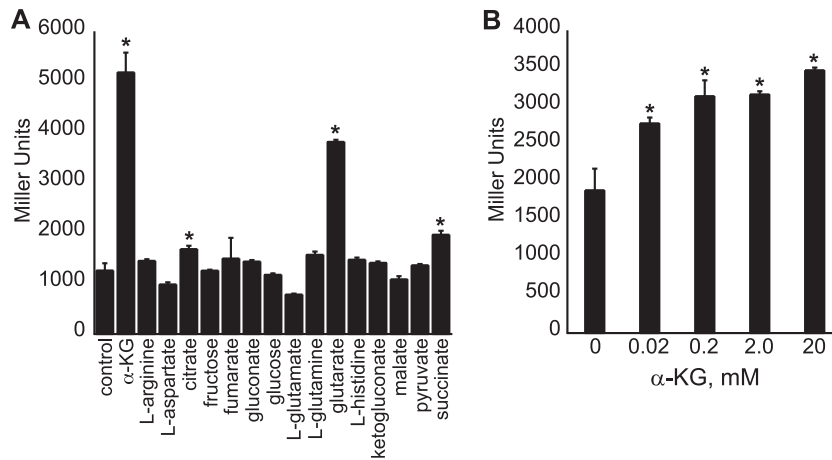 A
Miller Units
6000
5000
4000
3000
2000
1000
0
*
*
*
*
control
α-KG
L-arginine
L-aspartate
citrate
fructose
fumarate
gluconate
glucose
L-glutamate
L-glutamine
glutarate
L-histidine
ketogluconate
malate
pyruvate
succinate
B
Miller Units
4000
3500
3000
2500
2000
1500
1000
500
0
*
*
*
*
0 0.02 0.2 2.0 20
α-KG, mM